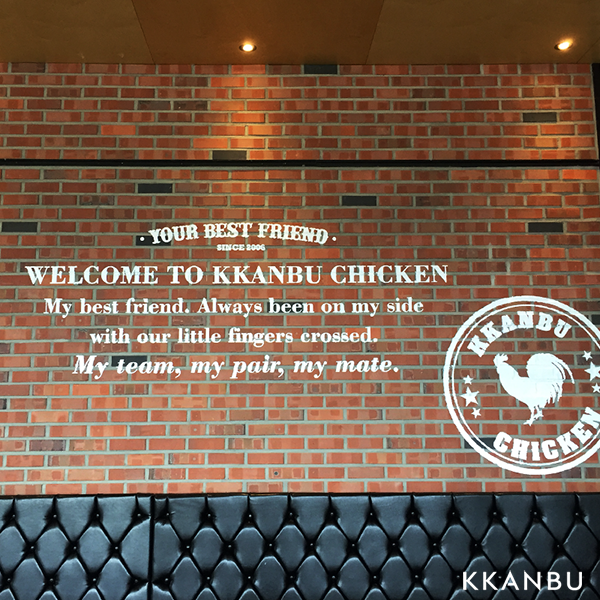 · YOUR BEST FRIEND ·
SINCE 2006
WELCOME TO KKANBU CHICKEN
My best friend. Always been on my side
with our little fingers crossed.
My team, my pair, my mate.
KKANBU
CHICKEN
KKANBU